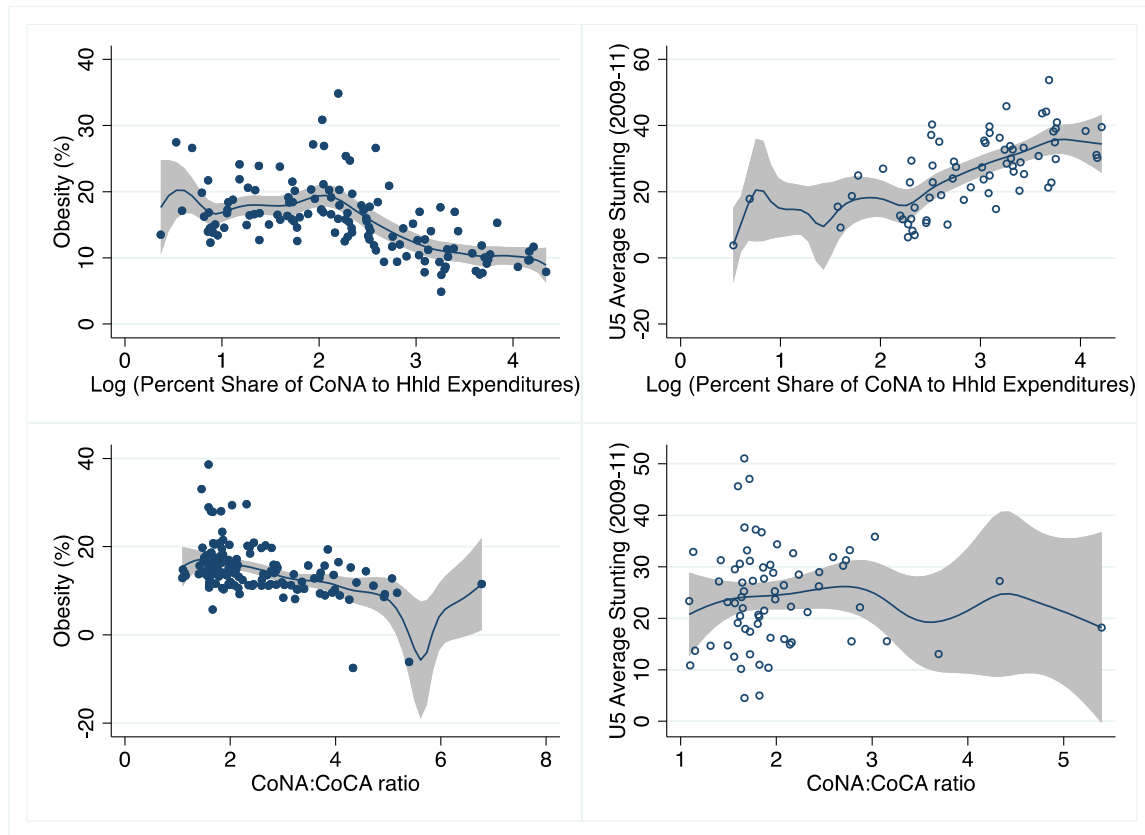 40
30
20
10
0
Obesity (%)
0 1 2 3 4
Log (Percent Share of CoNA to Hhld Expenditures)
60
40
20
0
-20
U5 Average Stunting (2009-11)
0 1 2 3 4
Log (Percent Share of CoNA to Hhld Expenditures)
40
20
0
-20
Obesity (%)
0 2 4 6 8
CoNA:CoCA ratio
50
40
30
20
10
0
U5 Average Stunting (2009-11)
1 2 3 4 5
CoNA:CoCA ratio